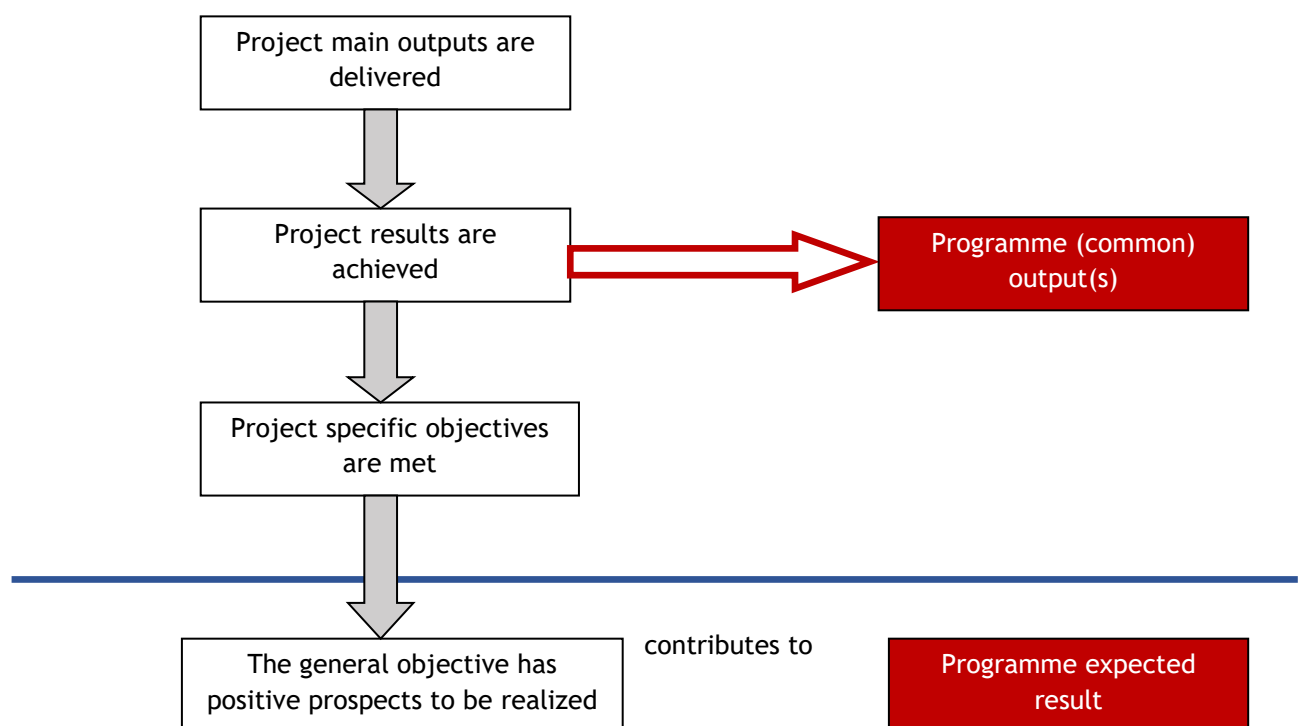 Project main outputs are
delivered
Project results are
achieved
Programme (common)
output(s)
Project specific objectives
are met
The general objective has
positive prospects to be realized
contributes to
Programme expected
result